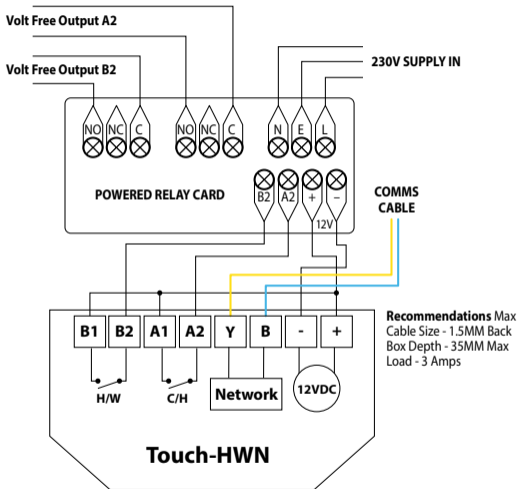 Volt Free Output A2
Volt Free Output B2
230V SUPPLY IN
NO NC C NO NC C N E L
POWERED RELAY CARD
B2 A2 + –
12V
COMMS
CABLE
Recommendations Max
Cable Size - 1.5MM Back
Box Depth - 35MM Max
Load - 3 Amps
B1 B2 A1 A2 Y B - +
H/W C/H Network 12VDC
Touch-HWN